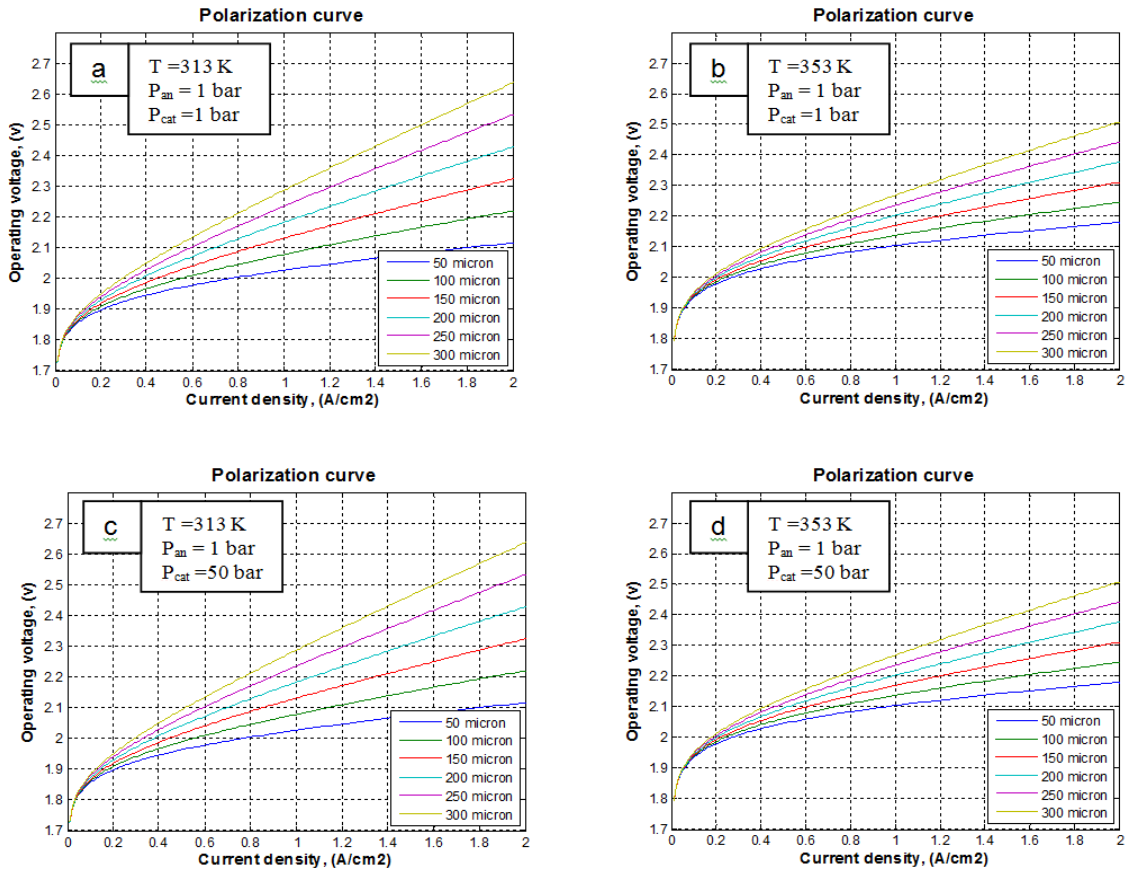 Polarization curve
a
T =313 K
P_an = 1 bar
P_cat =1 bar
Operating voltage, (v)
2.7
2.6
2.5
2.4
2.3
2.2
2.1
2
1.9
1.8
1.7
50 micron
100 micron
150 micron
200 micron
250 micron
300 micron
0 0.2 0.4 0.6 0.8 1 1.2 1.4 1.6 1.8 2
Current density, (A/cm2)
Polarization curve
b
T =353 K
P_an = 1 bar
P_cat =1 bar
Operating voltage, (v)
2.7
2.6
2.5
2.4
2.3
2.2
2.1
2
1.9
1.8
1.7
50 micron
100 micron
150 micron
200 micron
250 micron
300 micron
0 0.2 0.4 0.6 0.8 1 1.2 1.4 1.6 1.8 2
Current density, (A/cm2)
Polarization curve
c
T =313 K
P_an = 1 bar
P_cat =50 bar
Operating voltage, (v)
2.7
2.6
2.5
2.4
2.3
2.2
2.1
2
1.9
1.8
1.7
50 micron
100 micron
150 micron
200 micron
250 micron
300 micron
0 0.2 0.4 0.6 0.8 1 1.2 1.4 1.6 1.8 2
Current density, (A/cm2)
Polarization curve
d
T =353 K
P_an = 1 bar
P_cat =50 bar
Operating voltage, (v)
2.7
2.6
2.5
2.4
2.3
2.2
2.1
2
1.9
1.8
1.7
50 micron
100 micron
150 micron
200 micron
250 micron
300 micron
0 0.2 0.4 0.6 0.8 1 1.2 1.4 1.6 1.8 2
Current density, (A/cm2)